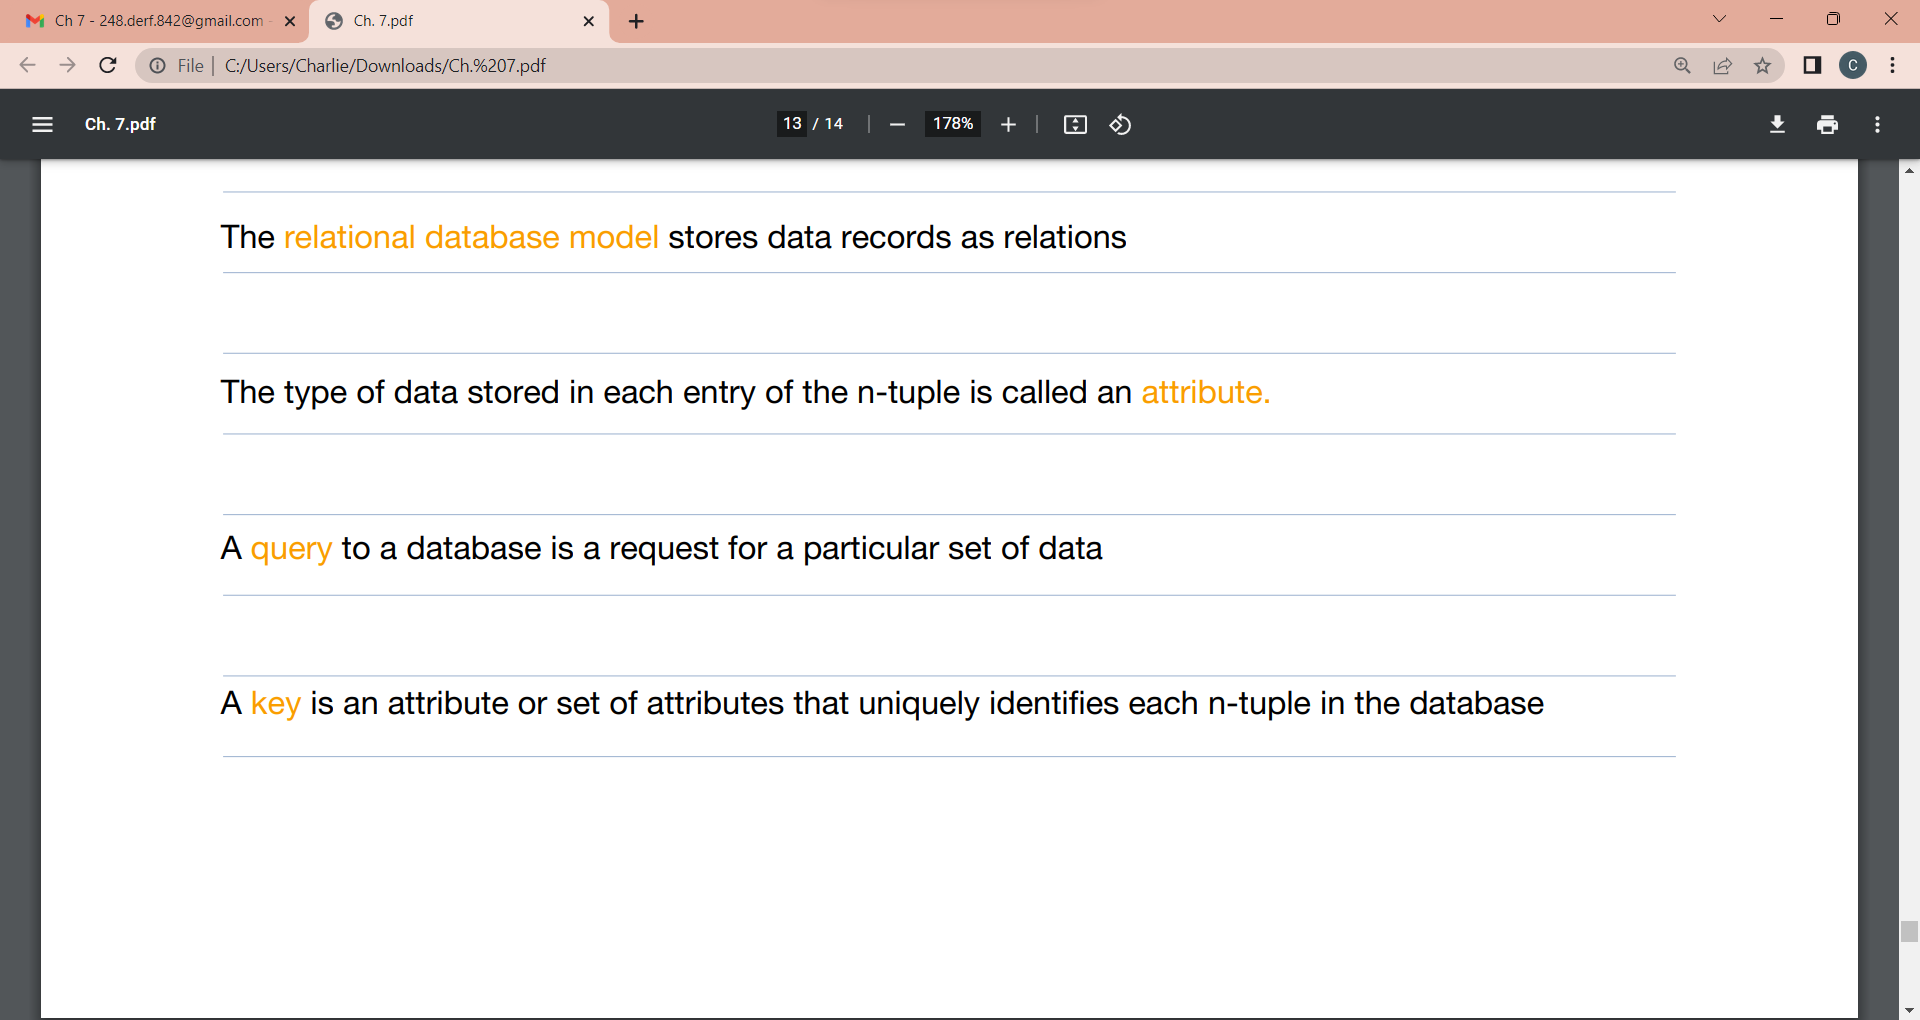 Ch 7 - 248.derf.842@gmail.com -
Ch. 7.pdf
File | C:/Users/Charlie/Downloads/Ch.%207.pdf
C
Ch. 7.pdf
13 / 14
178%
The relational database model stores data records as relations
The type of data stored in each entry of the n-tuple is called an attribute.
A query to a database is a request for a particular set of data
A key is an attribute or set of attributes that uniquely identifies each n-tuple in the database